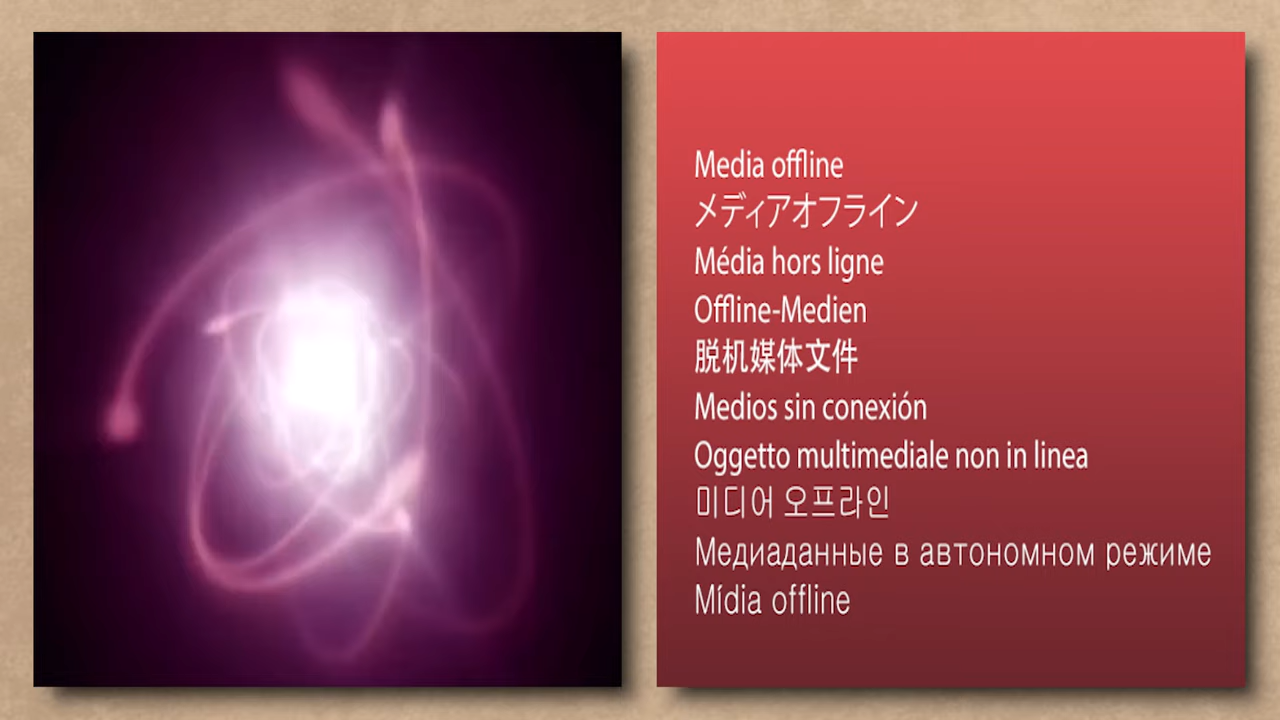 Media offline
メディアオフライン
Média hors ligne
Offline-Medien
脱机媒体文件
Medios sin conexión
Oggetto multimediale non in linea
미디어 오프라인
Медиаданные в автономном режиме
Mídia offline